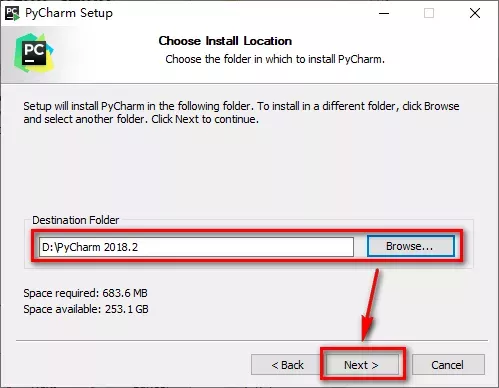 PC PyCharm Setup
PC
Choose Install Location
Choose the folder in which to install PyCharm.
Setup will install PyCharm in the following folder. To install in a different folder, click Browse
and select another folder. Click Next to continue.
Destination Folder
D:\PyCharm 2018.2 Browse...
Space required: 683.6 MB
Space available: 253.1 GB
< Back Next > Cancel